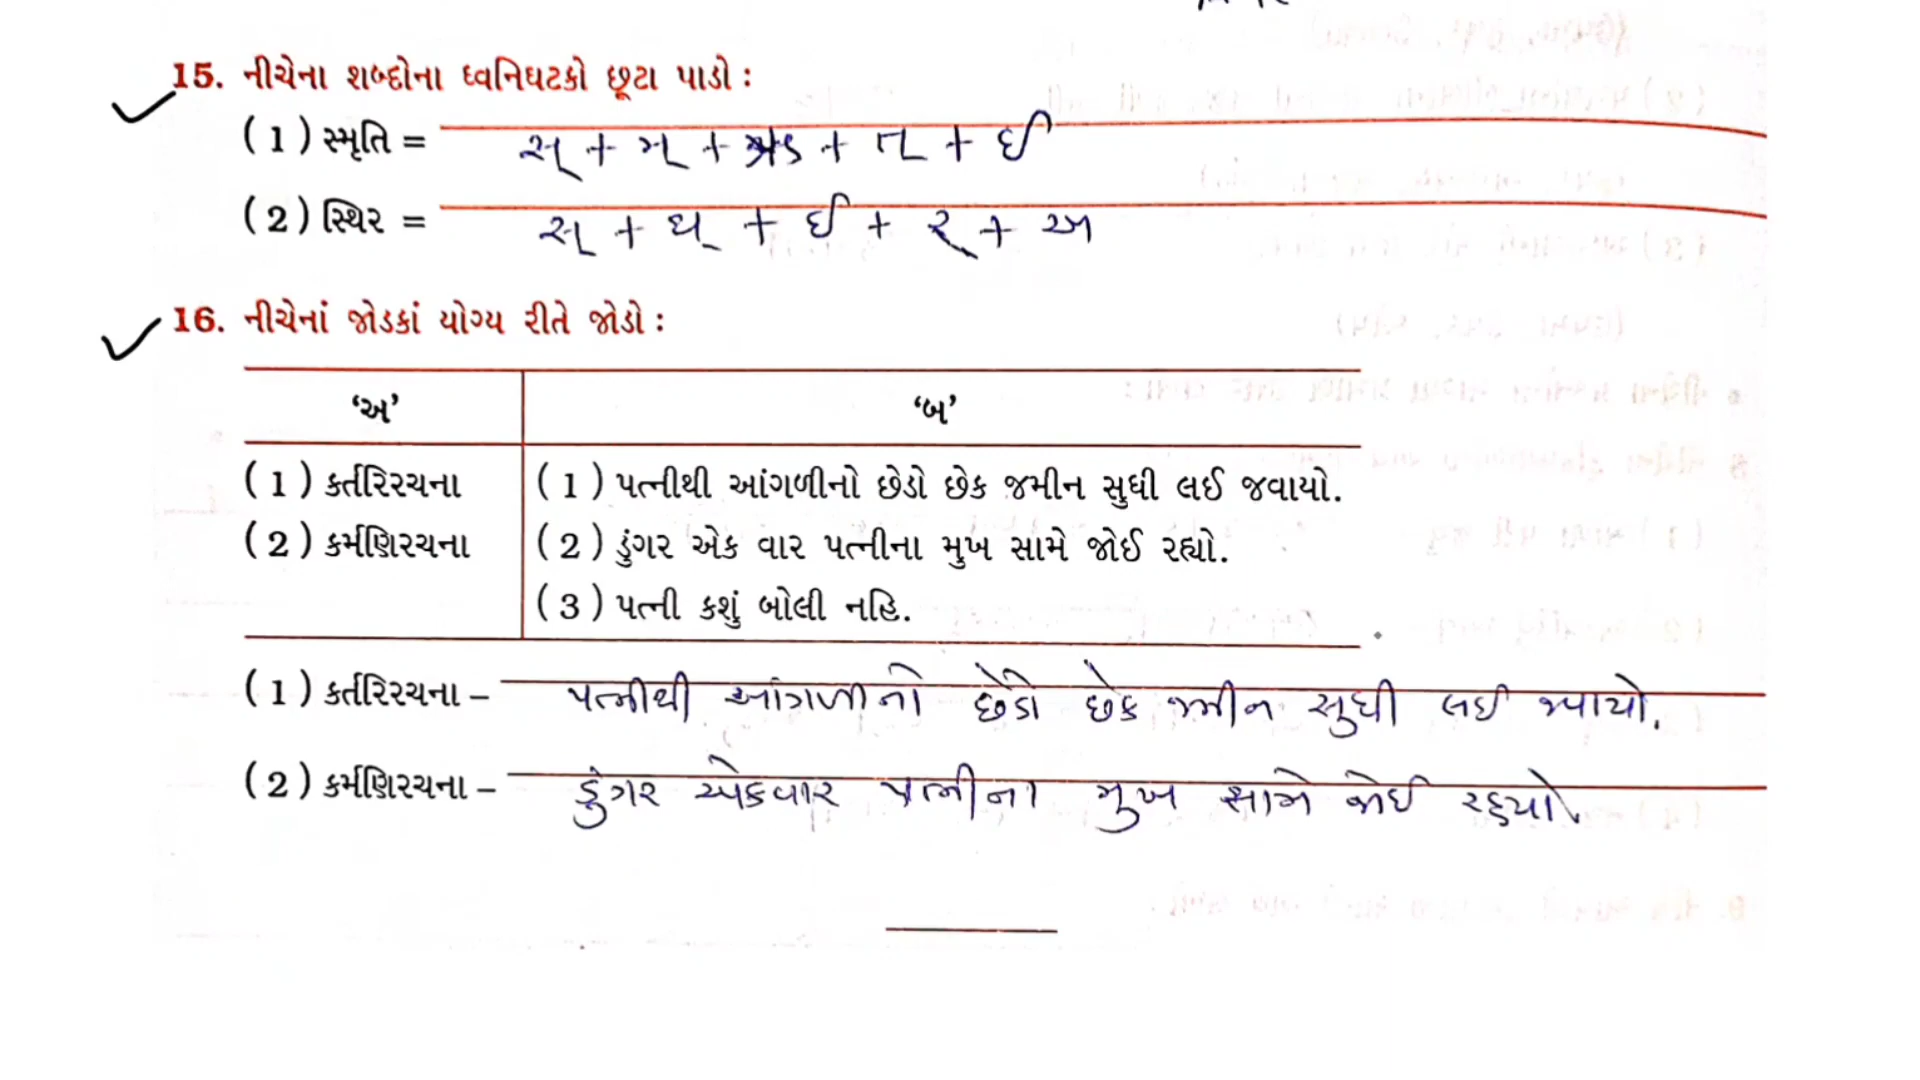 15. નીચેના શબ્દોના ધ્વનિઘટકો છૂટા પાડો :
(1) સ્મૃતિ = સ્ + મ્ + ઋ + ત્ + ઈ
(2) સ્થિર = સ્ + થ્ + ઈ + ર્ + અ
16. નીચેનાં જોડકાં યોગ્ય રીતે જોડો :
‘અ’ ‘બ’
(1) કર્તરિરચના (1) પત્નીથી આંગળીનો છેડો છેક જમીન સુધી લઈ જવાયો.
(2) કર્મણિરચના (2) ડુંગર એક વાર પત્નીના મુખ સામે જોઈ રહ્યો.
(3) પત્ની કશું બોલી નહિ.
(1) કર્તરિરચના – પત્નીથી આંગળીનો છેડો છેક જમીન સુધી લઈ
(2) કર્મણિરચના – ડુંગર એકવાર પત્નીના મુખ સામે જોઈ રહ્યો.